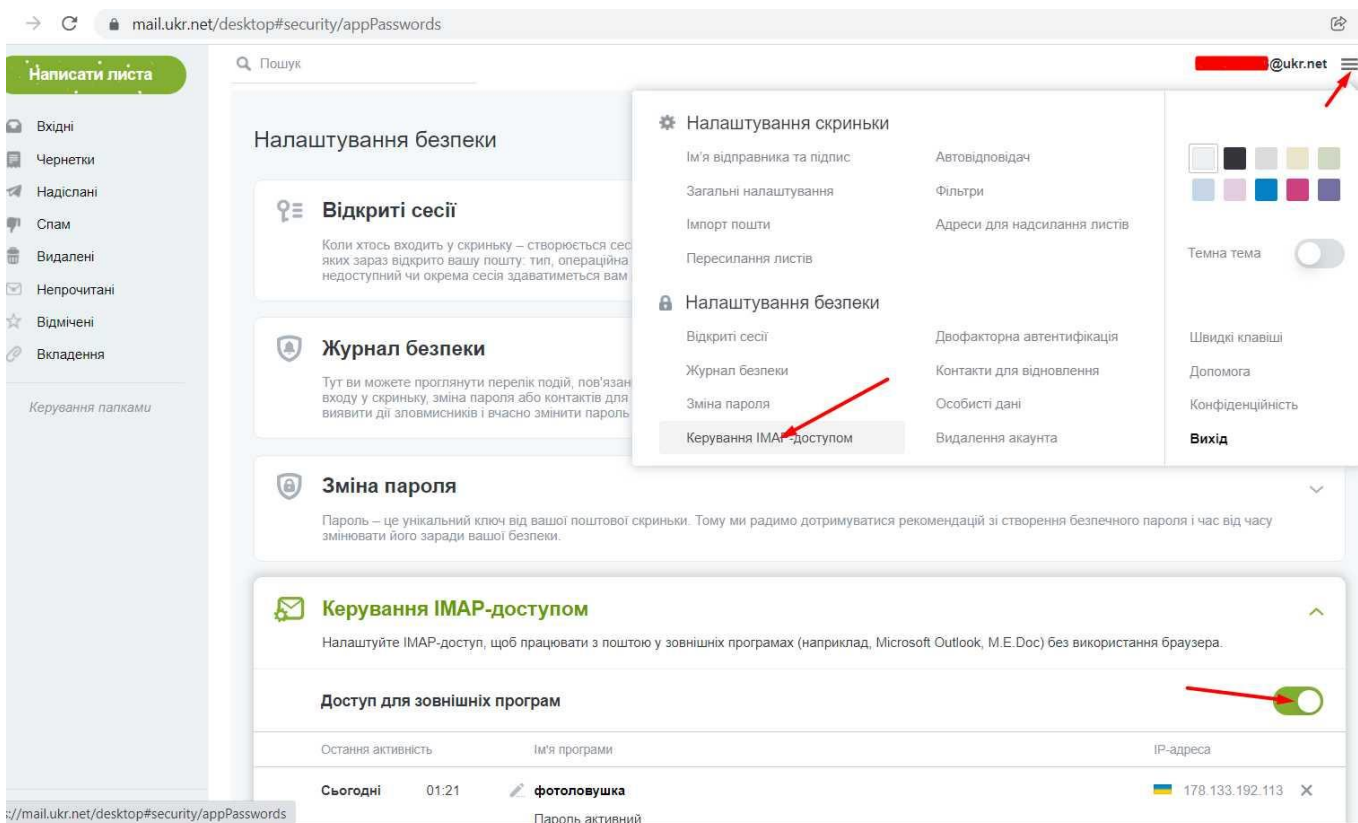 mail.ukr.net/desktop#security/appPasswords
Написати листа
Пошук
@ukr.net
Вхідні
Чернетки
Надіслані
Спам
Видалені
Непрочитані
Відмічені
Вкладення
Керування папками
Налаштування безпеки
Відкриті сесії
Коли хтось входить у скриньку – створюється сес
яких зараз відкрито вашу пошту: тип, операційна
недоступний чи окрема сесія здаватиметься вам
Журнал безпеки
Тут ви можете проглянути перелік подій, пов'язан
входу у скриньку, зміна пароля або контактів для
виявити дії зловмисників і вчасно змінити пароль
Зміна пароля
Пароль – це унікальний ключ від вашої поштової скриньки. Тому ми радимо дотримуватися рекомендацій зі створення безпечного пароля і час від часу
змінювати його заради вашої безпеки.
Керування IMAP-доступом
Налаштуйте IMAP-доступ, щоб працювати з поштою у зовнішніх програмах (наприклад, Microsoft Outlook, M.E.Doc) без використання браузера.
Доступ для зовнішніх програм
Остання активність Ім'я програми IP-адреса
Сьогодні 01:21 фотоловушка 178.133.192.113
Пароль активний
Налаштування скриньки
Ім'я відправника та підпис Автовідповідач
Загальні налаштування Фільтри
Імпорт пошти Адреси для надсилання листів
Пересилання листів
Налаштування безпеки
Відкриті сесії Двофакторна автентифікація
Журнал безпеки Контакти для відновлення
Зміна пароля Особисті дані
Керування IMAP-доступом Видалення акаунта
Темна тема
Швидкі клавіші
Допомога
Конфіденційність
Вихід
://mail.ukr.net/desktop#security/appPasswords